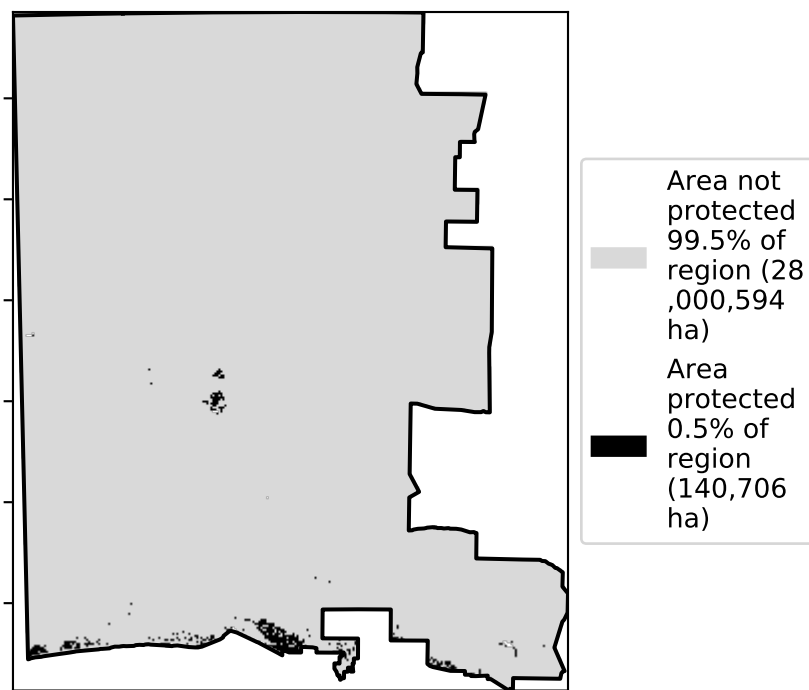 Area not
protected
99.5% of
region (28
,000,594
ha)
Area
protected
0.5% of
region
(140,706
ha)